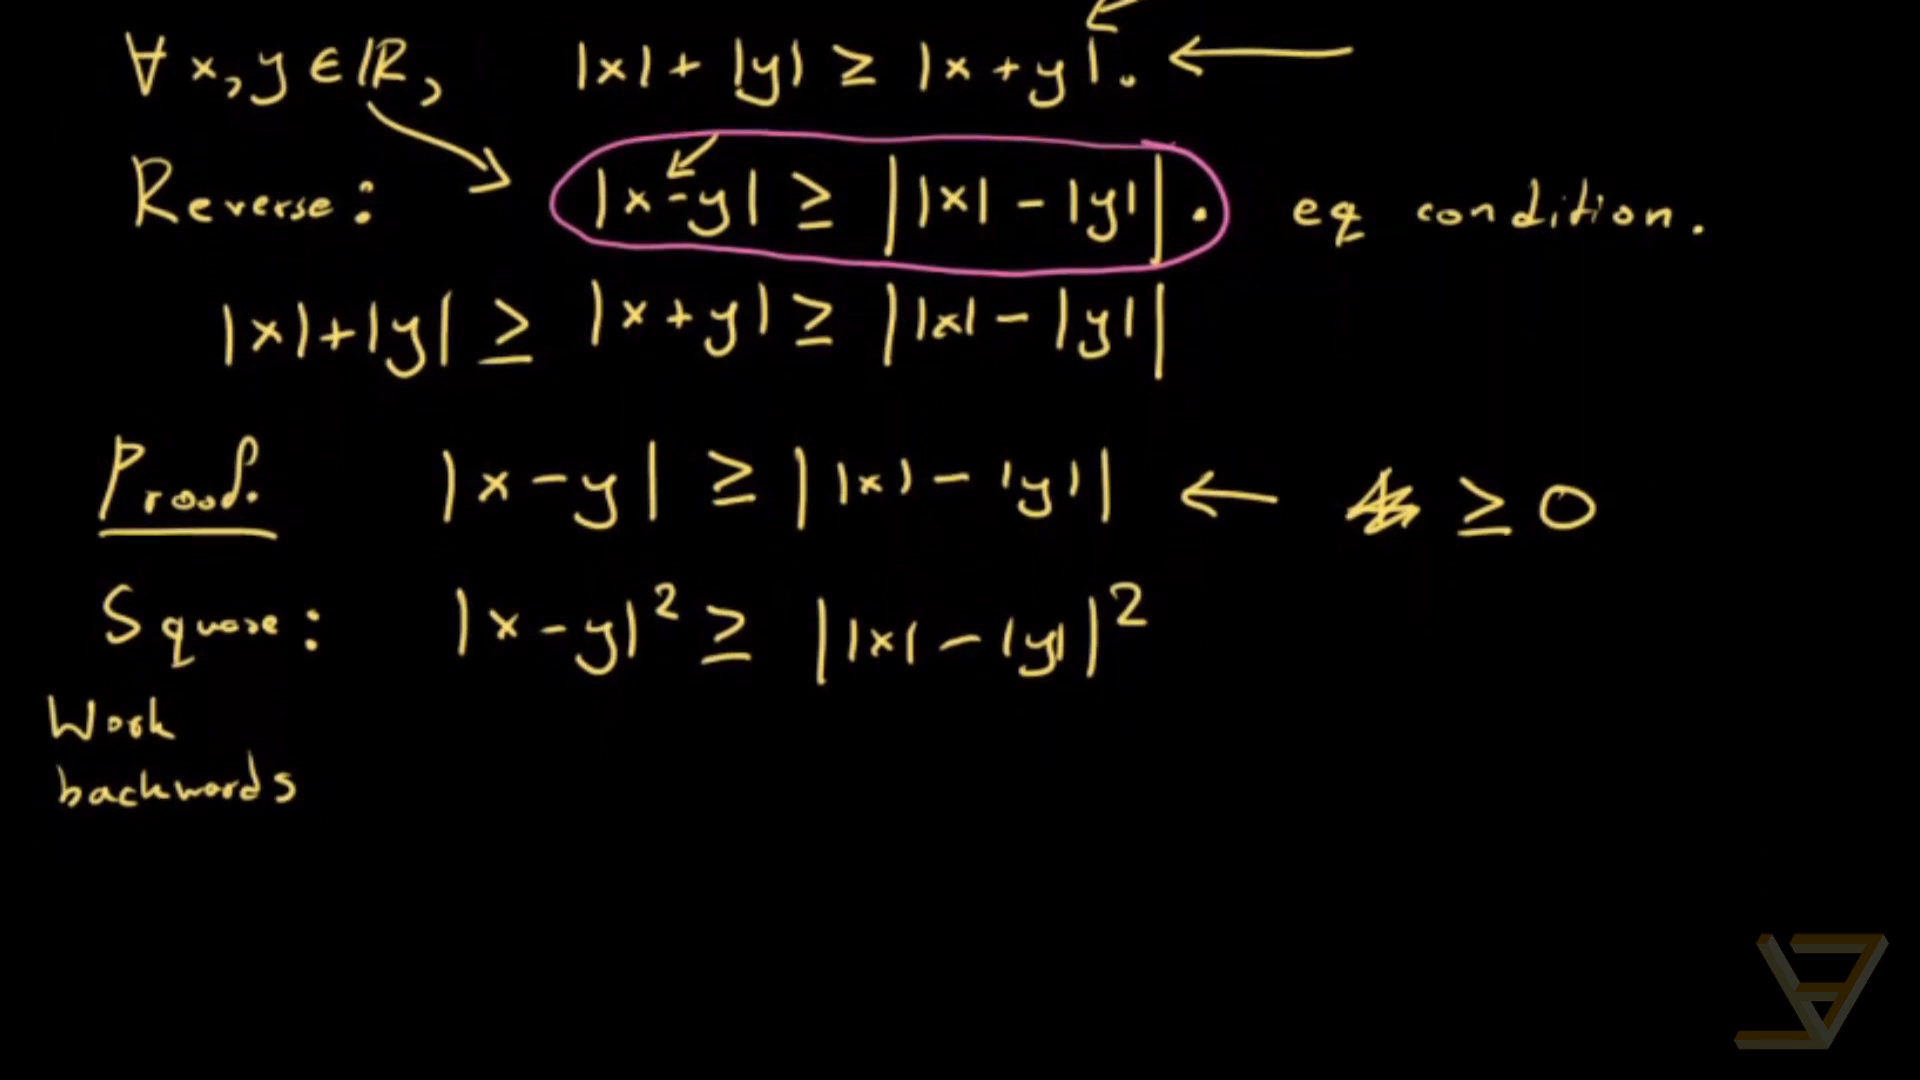 ∀ x, y ∈ ℝ, |x| + |y| ≥ |x + y|. ←
Reverse: |x - y| ≥ ||x| - |y||. eq condition.
|x| + |y| ≥ |x + y| ≥ ||x| - |y||
Proof. |x - y| ≥ ||x| - |y|| ← ≥ 0
Square: |x - y|² ≥ ||x| - |y||²
Work
backwards